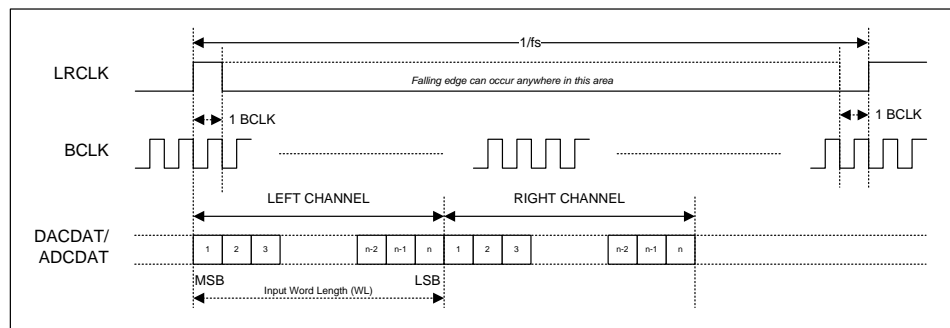 1/fs
LRCLK
Falling edge can occur anywhere in this area
1 BCLK
1 BCLK
BCLK
LEFT CHANNEL
RIGHT CHANNEL
DACDAT/
ADCDAT
1 2 3 n-2 n-1 n 1 2 3 n-2 n-1 n
MSB
LSB
Input Word Length (WL)